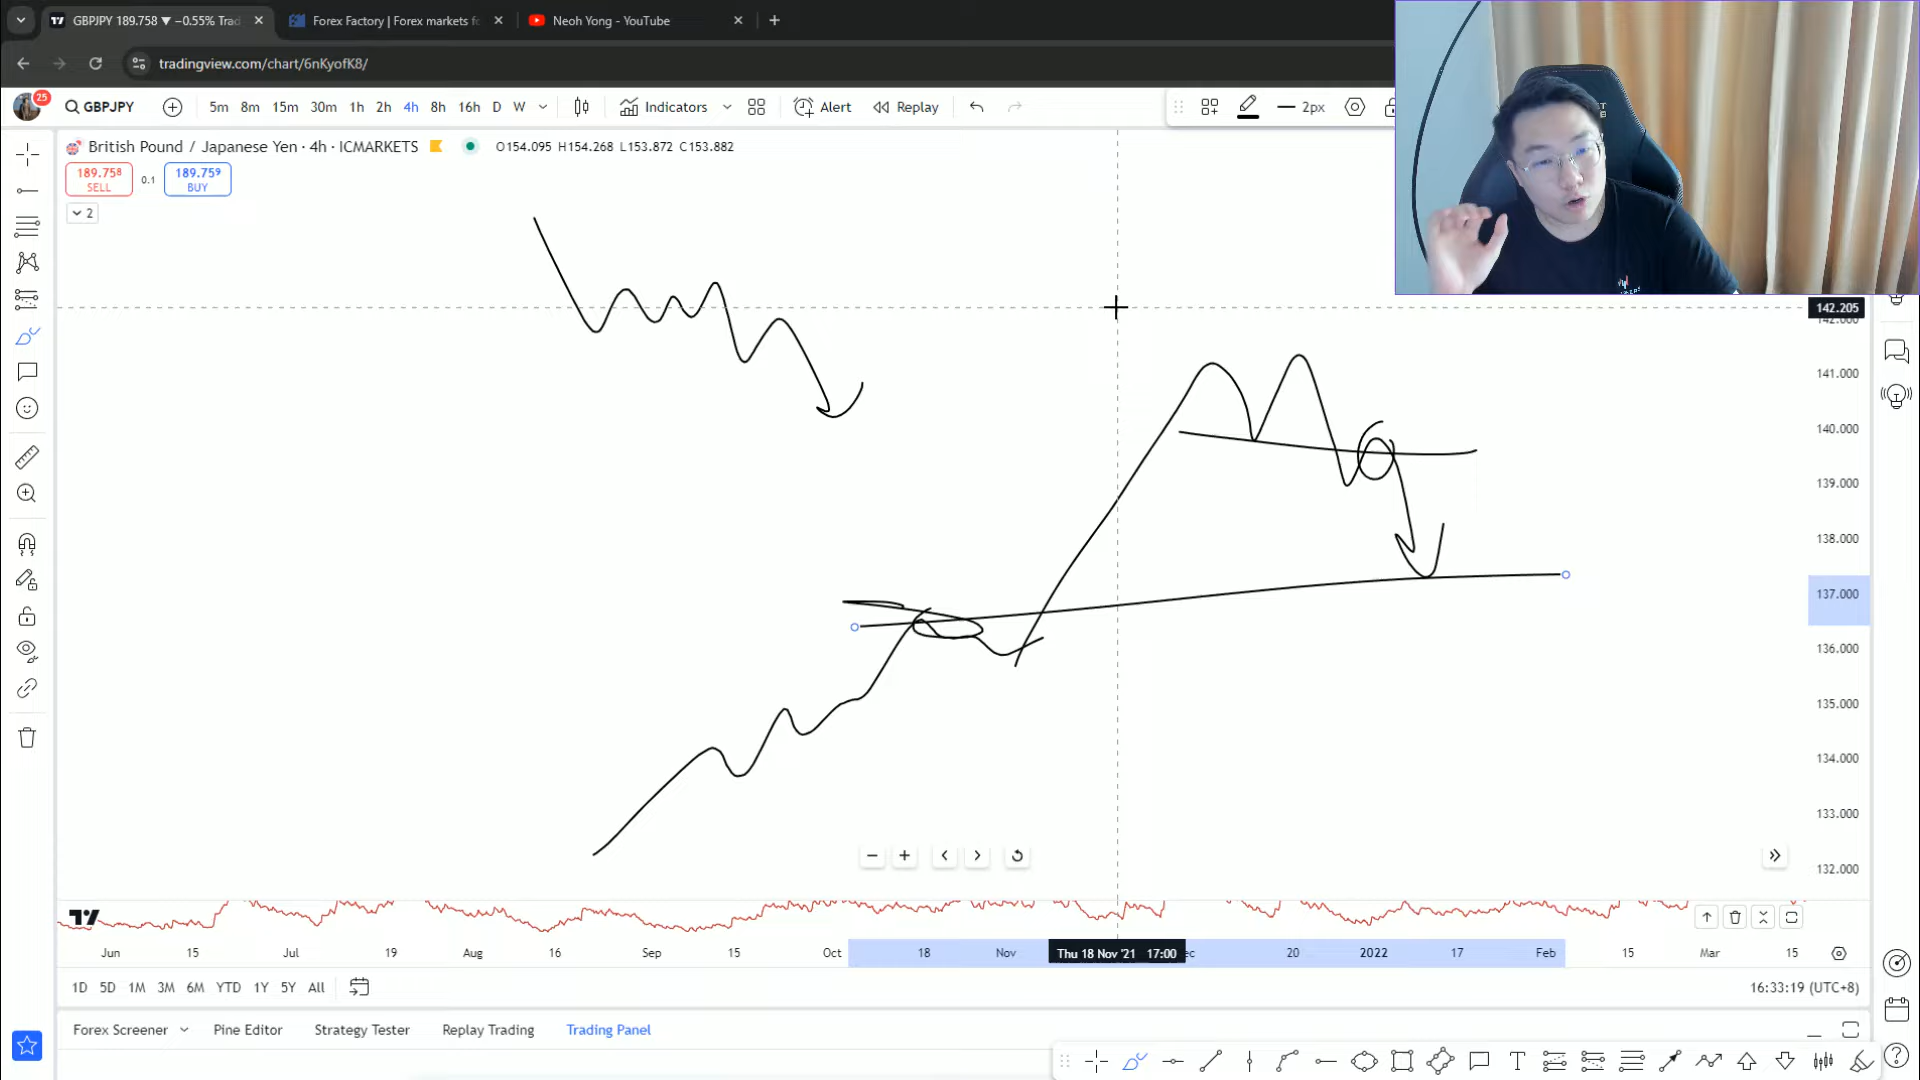 GBPJPY 189.758 ▼ −0.55% Trad
Forex Factory | Forex markets f
Neoh Yong - YouTube
tradingview.com/chart/6nKyofK8/
25
GBPJPY
5m 8m 15m 30m 1h 2h 4h 8h 16h D W
Indicators
Alert
Replay
2px
British Pound / Japanese Yen · 4h · ICMARKETS
O154.095 H154.268 L153.872 C153.882
189.758
SELL
0.1
189.759
BUY
2
142.205
142.000
141.000
140.000
139.000
138.000
137.000
136.000
135.000
134.000
133.000
132.000
Jun 15 Jul 19 Aug 16 Sep 15 Oct 18 Nov Thu 18 Nov '21 17:00 ec 20 2022 17 Feb 15 Mar 15
1D 5D 1M 3M 6M YTD 1Y 5Y All
16:33:19 (UTC+8)
Forex Screener Pine Editor Strategy Tester Replay Trading Trading Panel